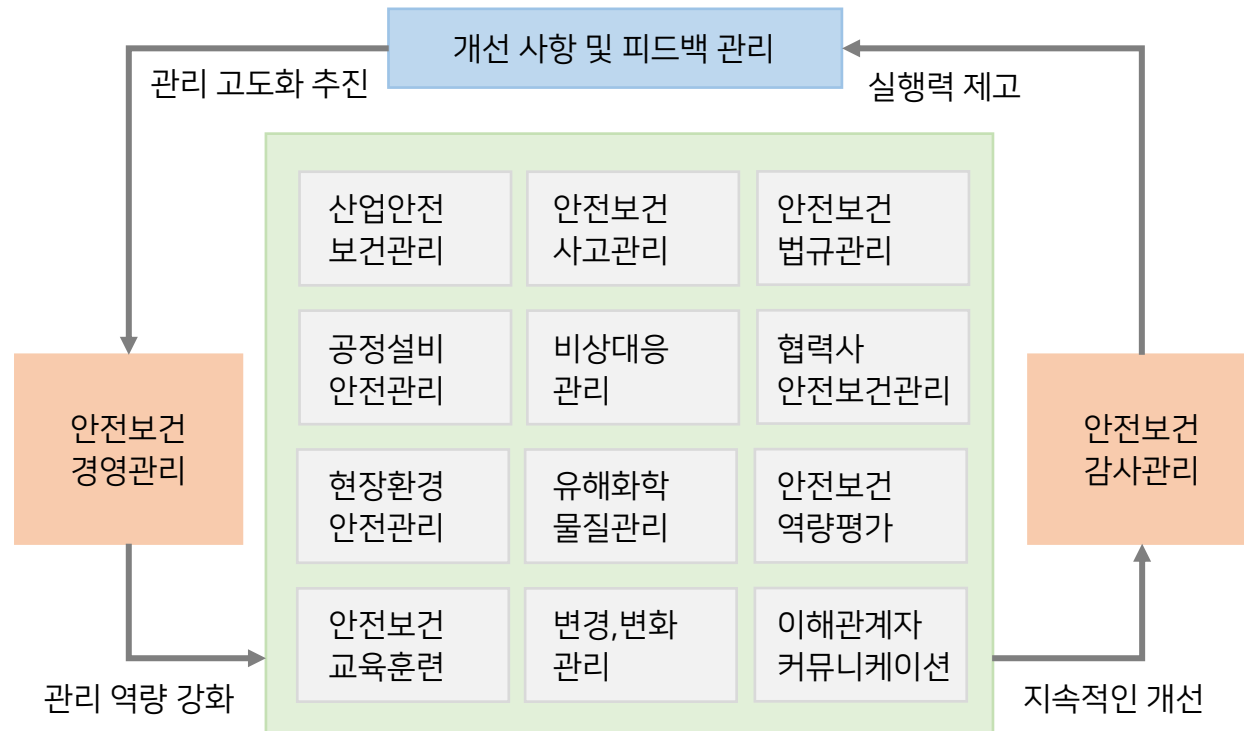 개선 사항 및 피드백 관리
관리 고도화 추진
실행력 제고
산업안전
보건관리
안전보건
사고관리
안전보건
법규관리
공정설비
안전관리
비상대응
관리
협력사
안전보건관리
안전보건
경영관리
안전보건
감사관리
현장환경
안전관리
유해화학
물질관리
안전보건
역량평가
안전보건
교육훈련
변경,변화
관리
이해관계자
커뮤니케이션
관리 역량 강화
지속적인 개선